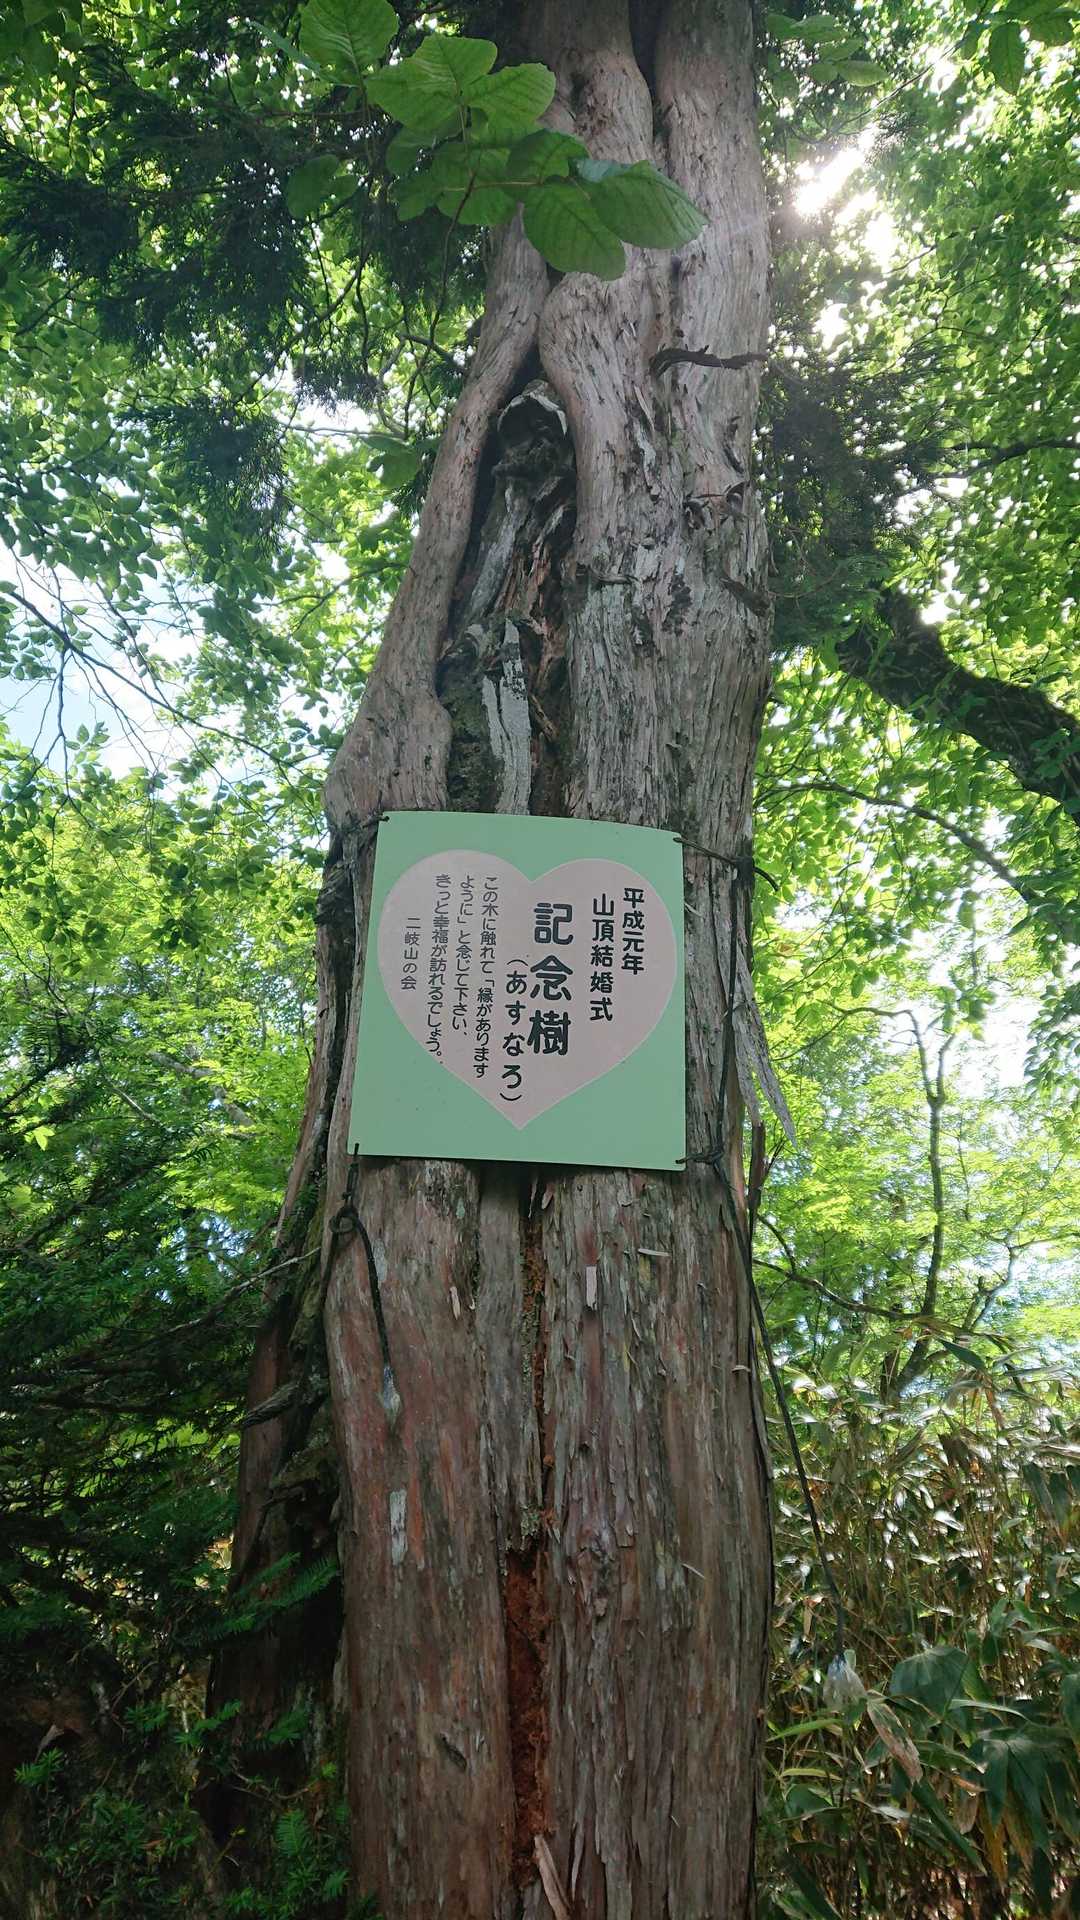 平成元年
山頂結婚式
記念樹
(あすなろ)
この木に触れて「縁があります
ように」と念じて下さい、
きっと幸福が訪れるでしょう。
二岐山の会